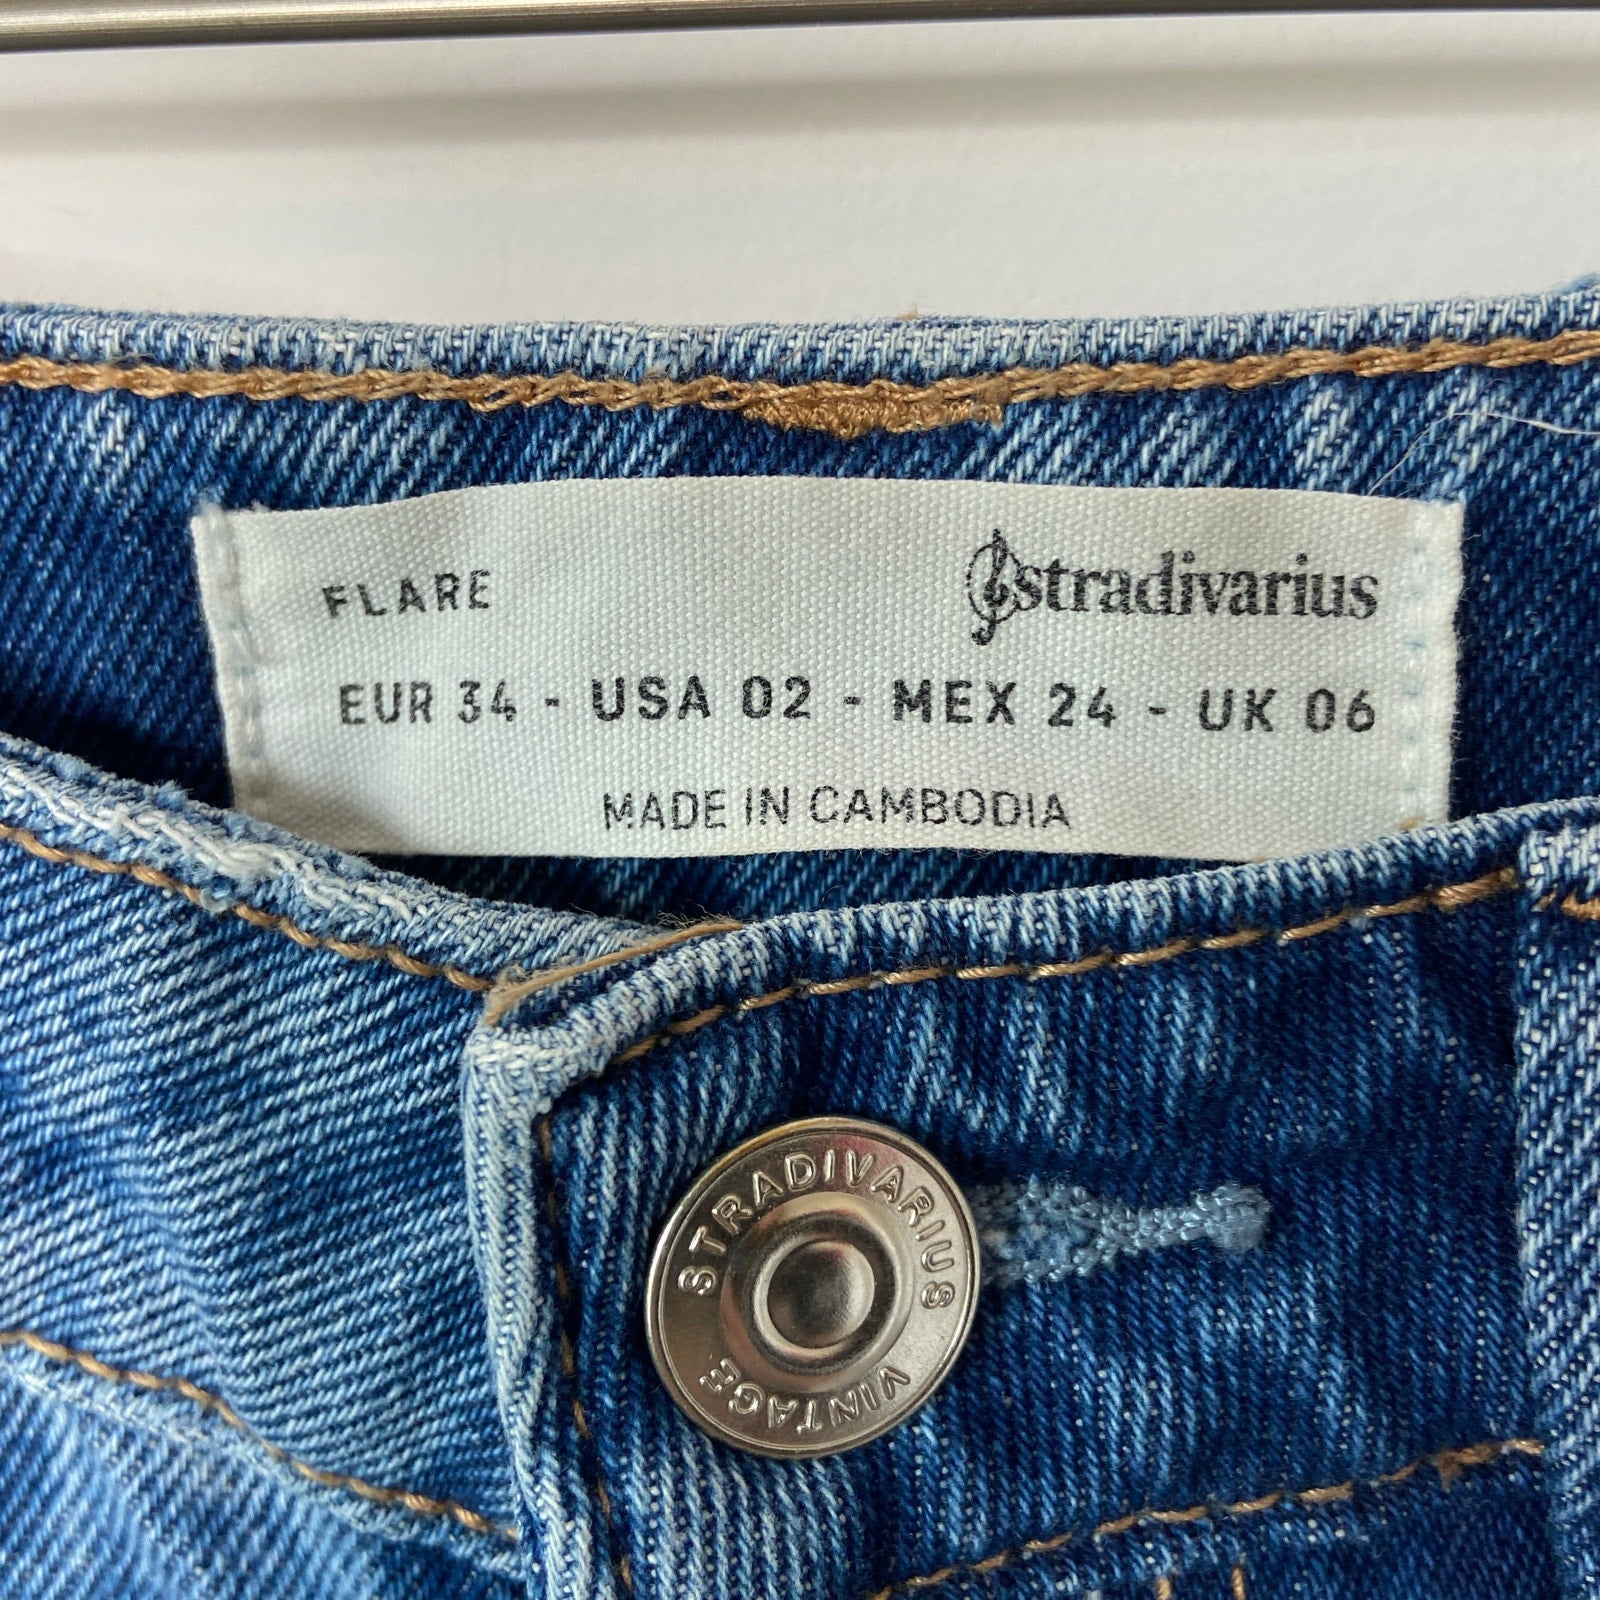 FLARE
stradivarius
EUR 34 - USA 02 - MEX 24 - UK 06
MADE IN CAMBODIA
STRADIVARIUS
VINTAGE